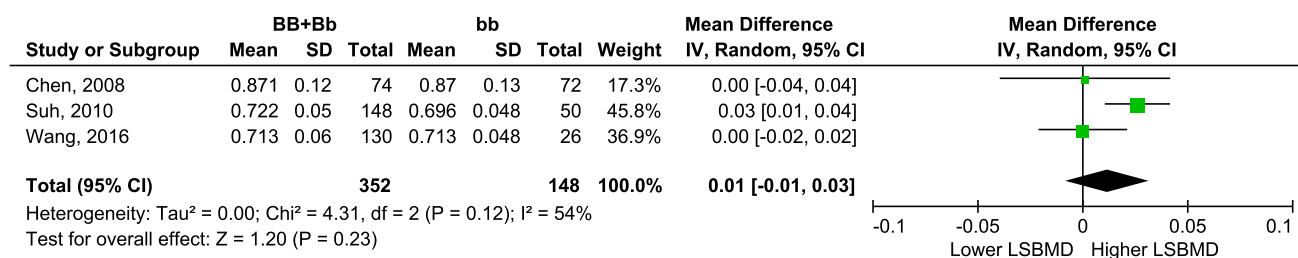 BB+Bb bb Mean Difference Mean Difference
Study or Subgroup Mean SD Total Mean SD Total Weight IV, Random, 95% CI IV, Random, 95% CI
Chen, 2008 0.871 0.12 74 0.87 0.13 72 17.3% 0.00 [-0.04, 0.04]
Suh, 2010 0.722 0.05 148 0.696 0.048 50 45.8% 0.03 [0.01, 0.04]
Wang, 2016 0.713 0.06 130 0.713 0.048 26 36.9% 0.00 [-0.02, 0.02]
Total (95% CI) 352 148 100.0% 0.01 [-0.01, 0.03]
Heterogeneity: Tau² = 0.00; Chi² = 4.31, df = 2 (P = 0.12); I² = 54%
Test for overall effect: Z = 1.20 (P = 0.23)
-0.1 -0.05 0 0.05 0.1
Lower LSBMD Higher LSBMD